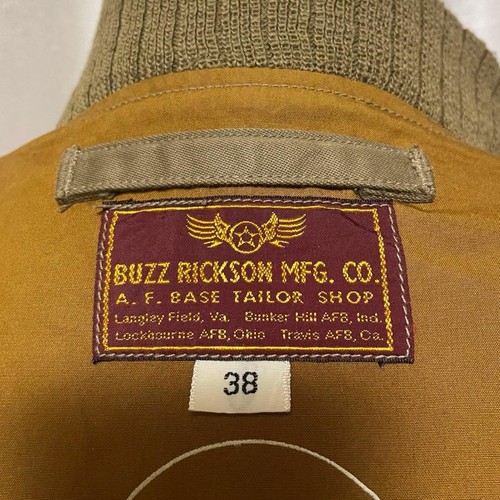 BUZZ RICKSON MFG. CO.
A. F. BASE TAILOR SHOP
Langley Field, Va. Bunker Hill AFB, Ind.
Lockbourne AFB, Ohio Travis AFB, Ca.
38